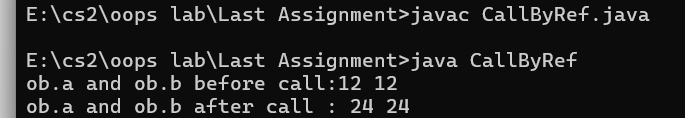 E:\cs2\oops lab\Last Assignment>javac CallByRef.java
E:\cs2\oops lab\Last Assignment>java CallByRef
ob.a and ob.b before call:12 12
ob.a and ob.b after call : 24 24